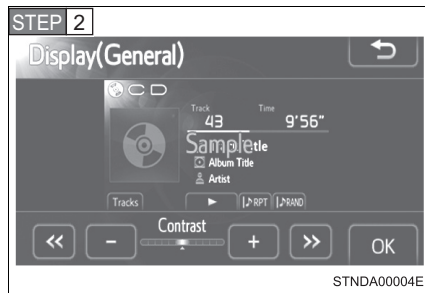 STEP 2
Display(General)
CD
Track Time
43 9'56"
Sample
Album Title
Artist
Tracks RPT RAND
Contrast
OK
STNDA00004E